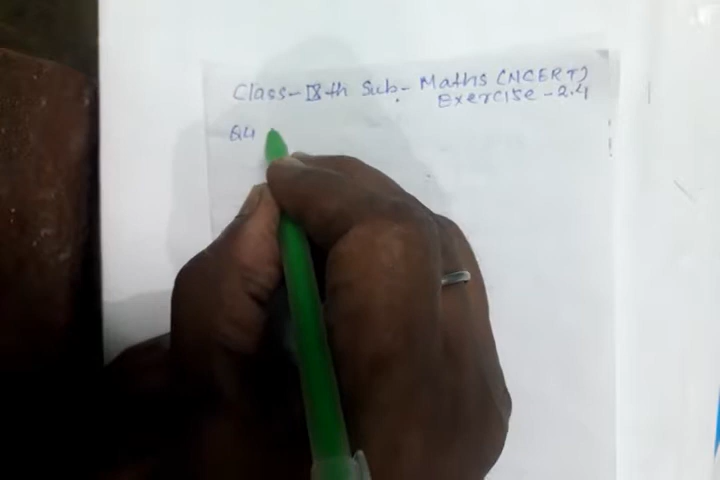 Class-IXth Sub- Maths (NCERT)
Exercise-2.4
Q4